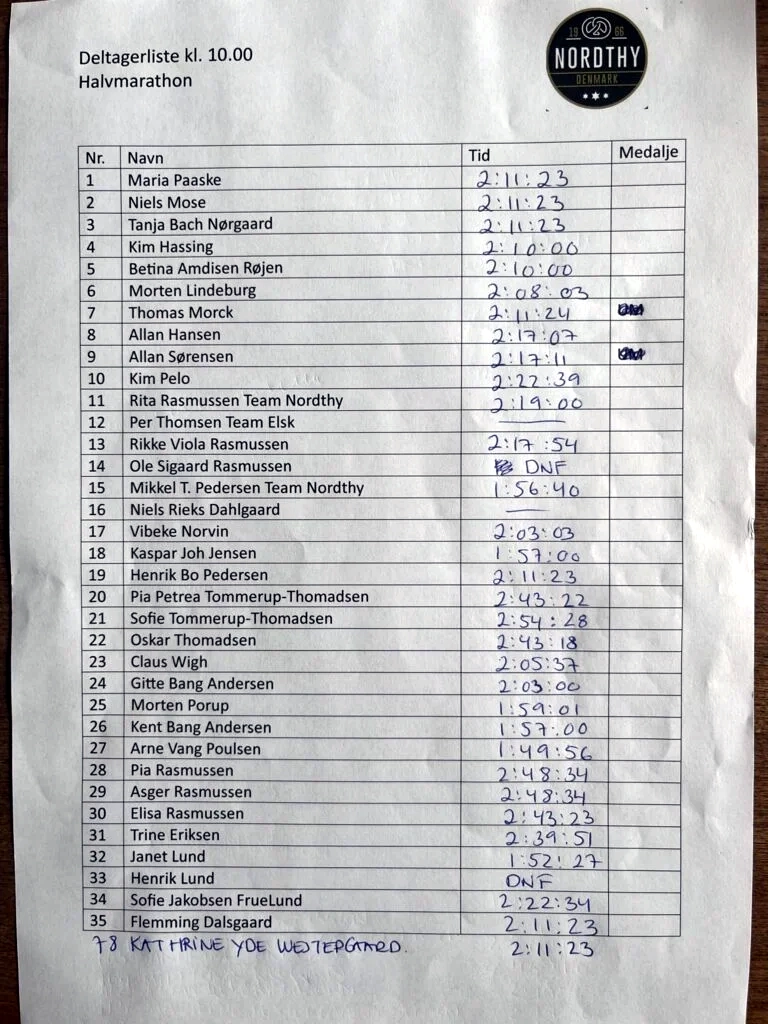 Deltagerliste kl. 10.00
Halvmarathon
19 66
NORDTHY
DENMARK
Nr. Navn Tid Medalje
1 Maria Paaske 2:11:23
2 Niels Mose 2:11:23
3 Tanja Bach Nørgaard 2:11:23
4 Kim Hassing 2:10:00
5 Betina Amdisen Røjen 2:10:00
6 Morten Lindeburg 2:08:03
7 Thomas Morck 2:11:24
8 Allan Hansen 2:17:07
9 Allan Sørensen 2:17:11
10 Kim Pelo 2:22:39
11 Rita Rasmussen Team Nordthy 2:19:00
12 Per Thomsen Team Elsk —
13 Rikke Viola Rasmussen 2:17:54
14 Ole Sigaard Rasmussen DNF
15 Mikkel T. Pedersen Team Nordthy 1:56:40
16 Niels Rieks Dahlgaard —
17 Vibeke Norvin 2:03:03
18 Kaspar Joh Jensen 1:57:00
19 Henrik Bo Pedersen 2:11:23
20 Pia Petrea Tommerup-Thomadsen 2:43:22
21 Sofie Tommerup-Thomadsen 2:54:28
22 Oskar Thomadsen 2:43:18
23 Claus Wigh 2:05:37
24 Gitte Bang Andersen 2:03:00
25 Morten Porup 1:59:01
26 Kent Bang Andersen 1:57:00
27 Arne Vang Poulsen 1:49:56
28 Pia Rasmussen 2:48:34
29 Asger Rasmussen 2:48:34
30 Elisa Rasmussen 2:43:23
31 Trine Eriksen 2:39:51
32 Janet Lund 1:52:27
33 Henrik Lund DNF
34 Sofie Jakobsen FrueLund 2:22:34
35 Flemming Dalsgaard 2:11:23
78 KATHRINE YDE WESTERGAARD. 2:11:23